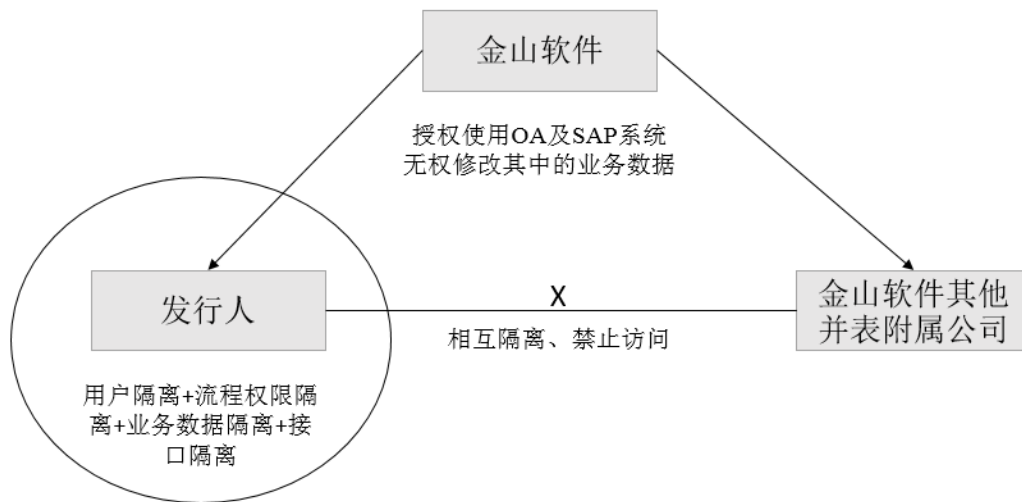 金山软件
授权使用OA及SAP系统
无权修改其中的业务数据
发行人
X
金山软件其他
并表附属公司
相互隔离、禁止访问
用户隔离+流程权限隔
离+业务数据隔离+接
口隔离